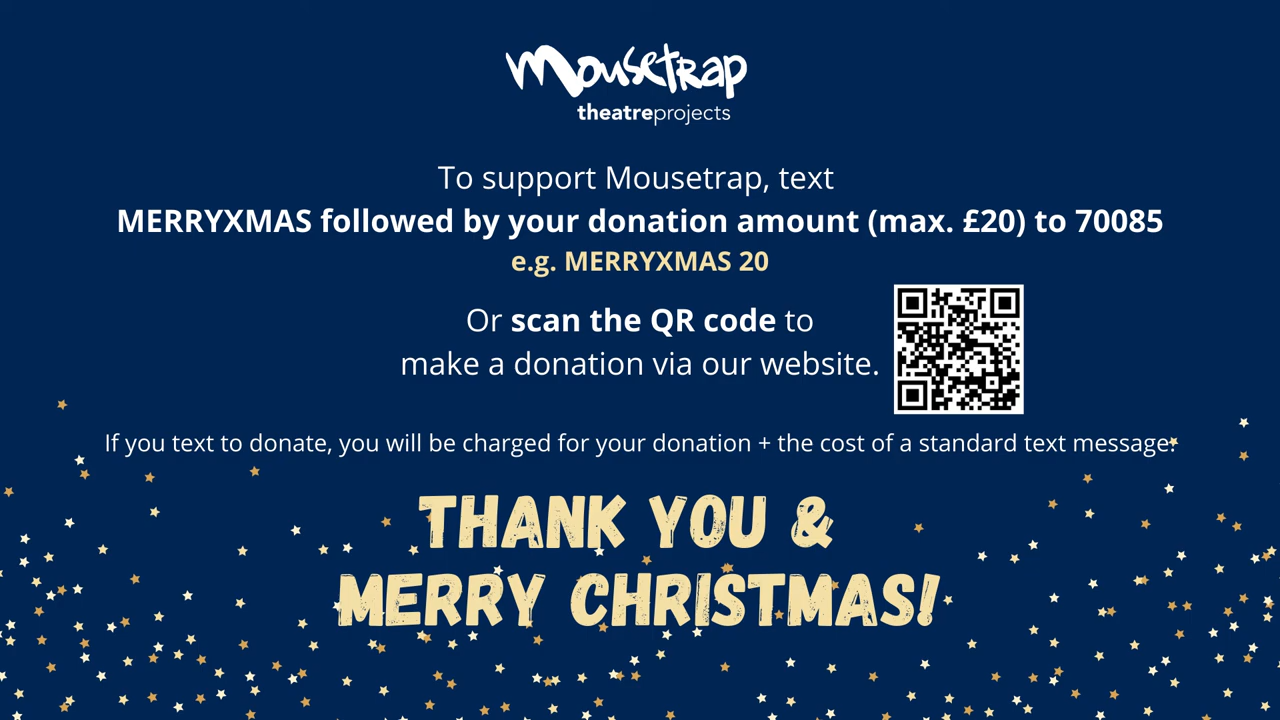 Mousetrap
theatreprojects
To support Mousetrap, text
MERRYXMAS followed by your donation amount (max. £20) to 70085
e.g. MERRYXMAS 20
Or scan the QR code to
make a donation via our website.
If you text to donate, you will be charged for your donation + the cost of a standard text message.
THANK YOU &
MERRY CHRISTMAS!